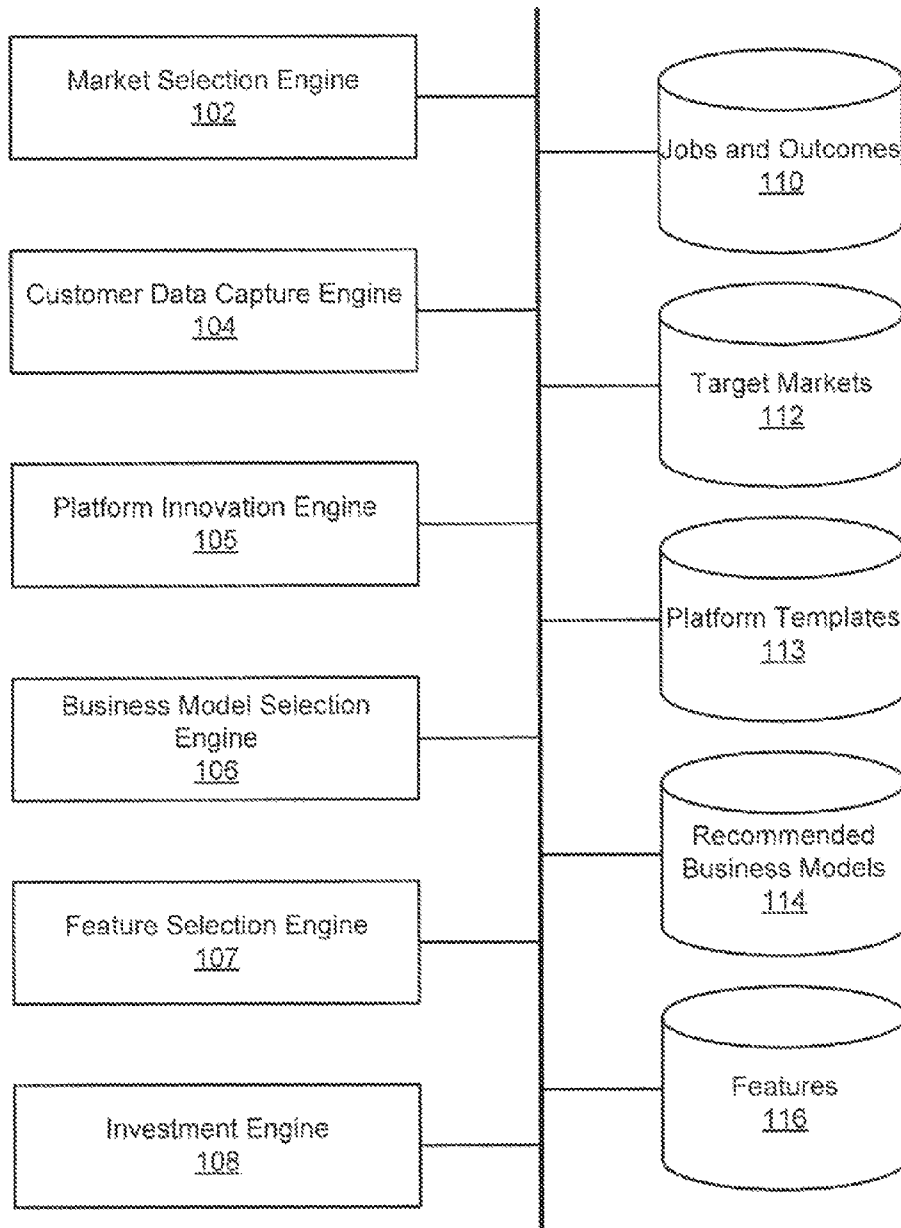 Market Selection Engine
102
Customer Data Capture Engine
104
Platform Innovation Engine
105
Business Model Selection
Engine
106
Feature Selection Engine
107
Investment Engine
108
Jobs and Outcomes
110
Target Markets
112
Platform Templates
113
Recommended
Business Models
114
Features
116